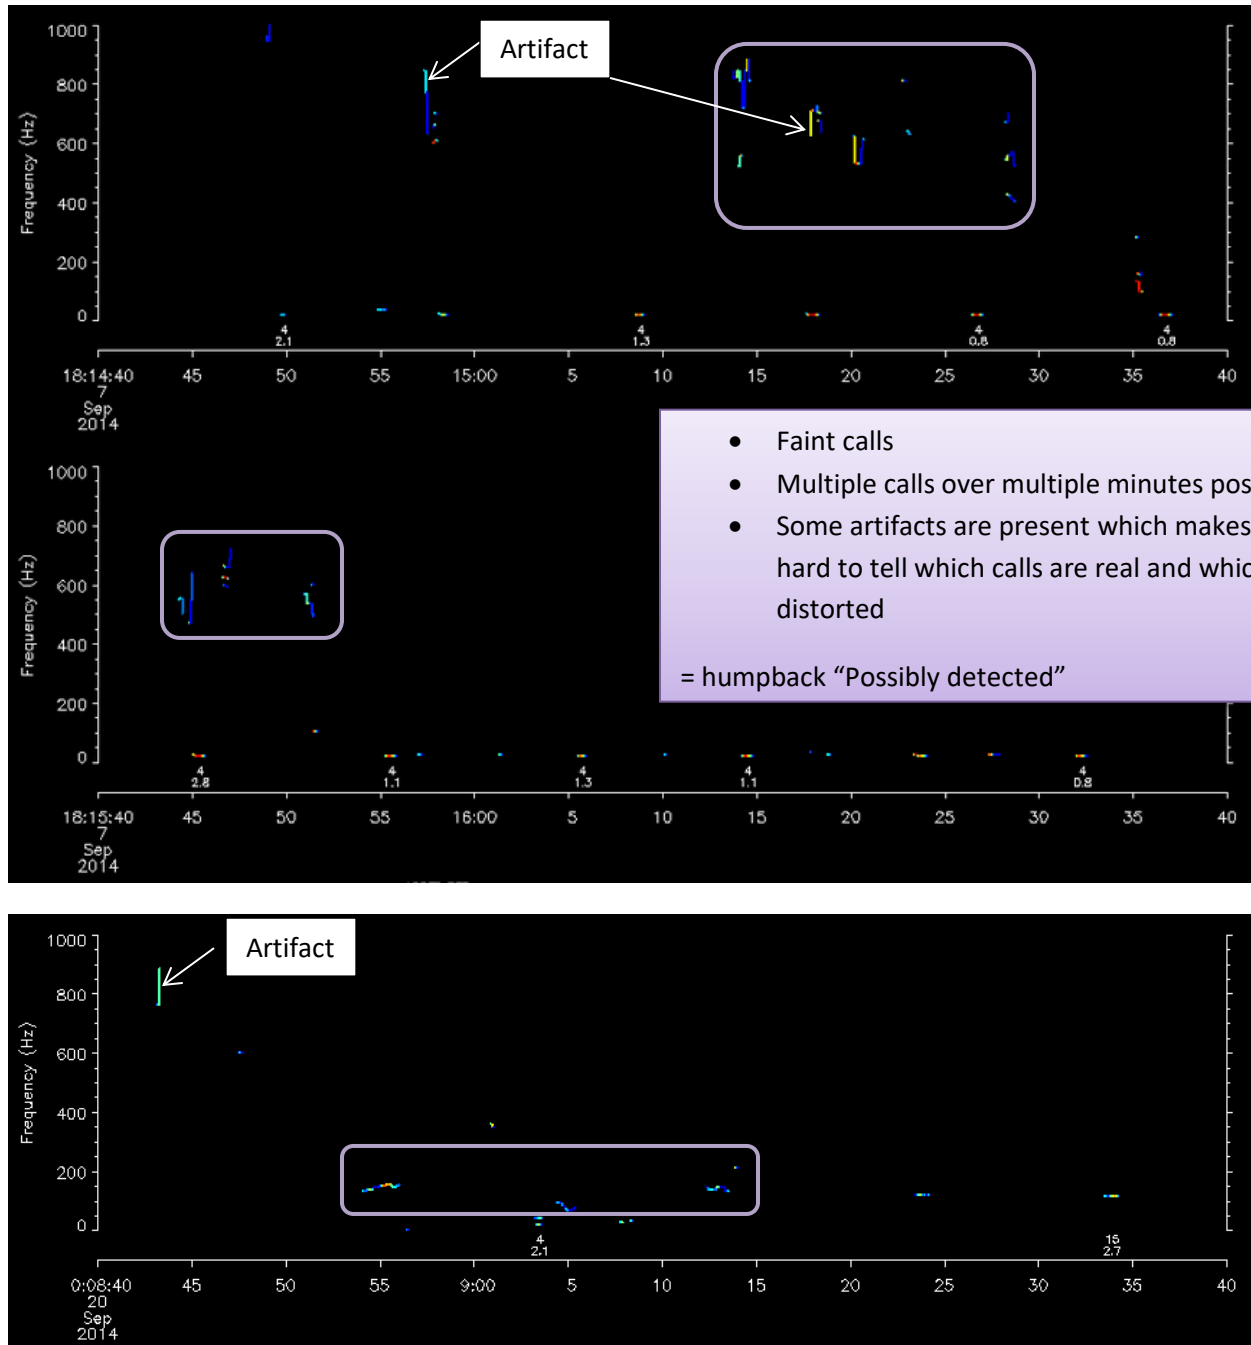 1000
Artifact
800
600
400
200
0
Frequency (Hz)
4 4 4 4
2.1 1.3 0.8 0.8
18:14:40 45 50 55 15:00 5 10 15 20 25 30 35 40
7
Sep
2014
1000
800
600
400
200
0
Frequency (Hz)
• Faint calls
• Multiple calls over multiple minutes pos
• Some artifacts are present which makes
hard to tell which calls are real and whic
distorted
= humpback “Possibly detected”
4 4 4 4 4
2.8 1.1 1.3 1.1 0.8
18:15:40 45 50 55 16:00 5 10 15 20 25 30 35 40
7
Sep
2014
1000
Artifact
800
600
400
200
0
Frequency (Hz)
4 15
2.1 2.7
0:08:40 45 50 55 9:00 5 10 15 20 25 30 35 40
20
Sep
2014